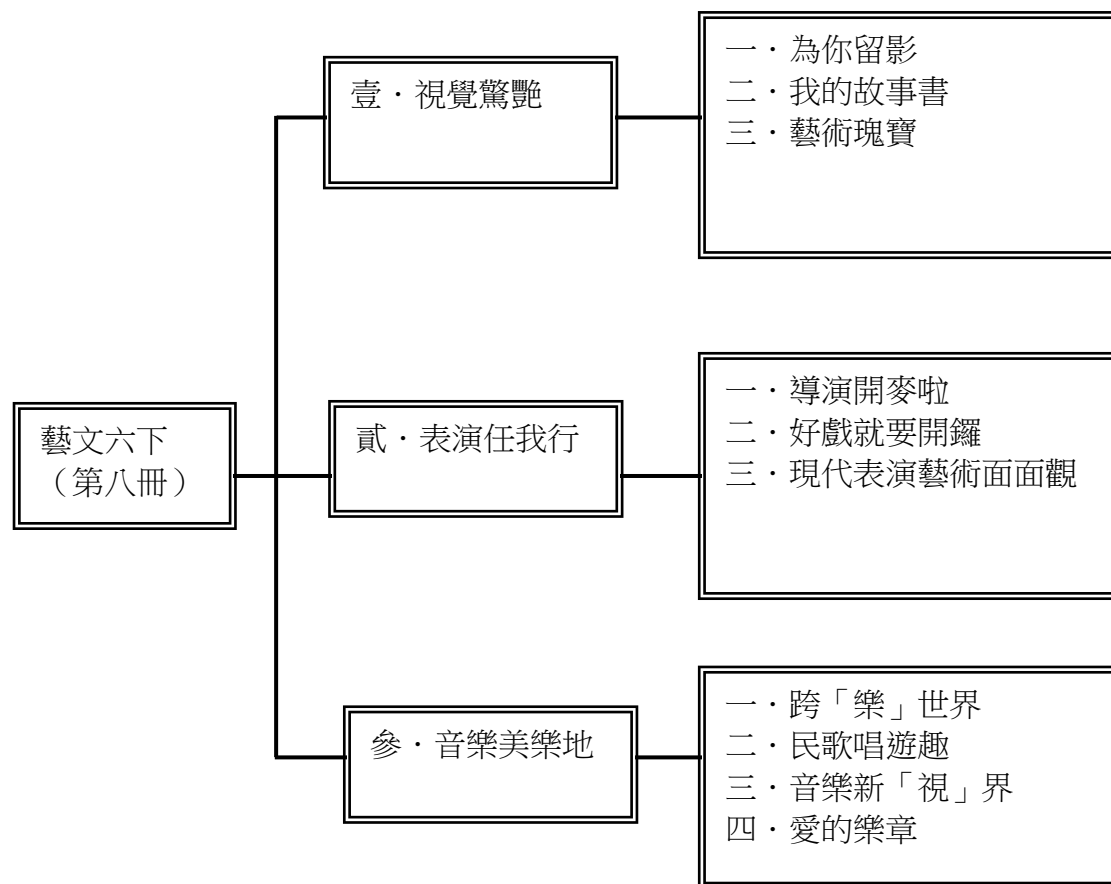 藝文六下
（第八冊）
壹．視覺驚艷
一．為你留影
二．我的故事書
三．藝術瑰寶
貳．表演任我行
一．導演開麥啦
二．好戲就要開鑼
三．現代表演藝術面面觀
參．音樂美樂地
一．跨「樂」世界
二．民歌唱遊趣
三．音樂新「視」界
四．愛的樂章